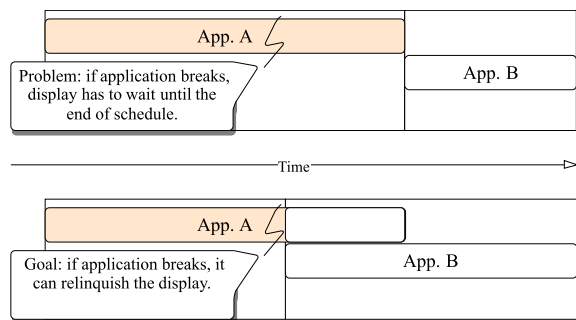 App. A
App. B
Problem: if application breaks,
display has to wait until the
end of schedule.
Time
App. A
App. B
Goal: if application breaks, it
can relinquish the display.